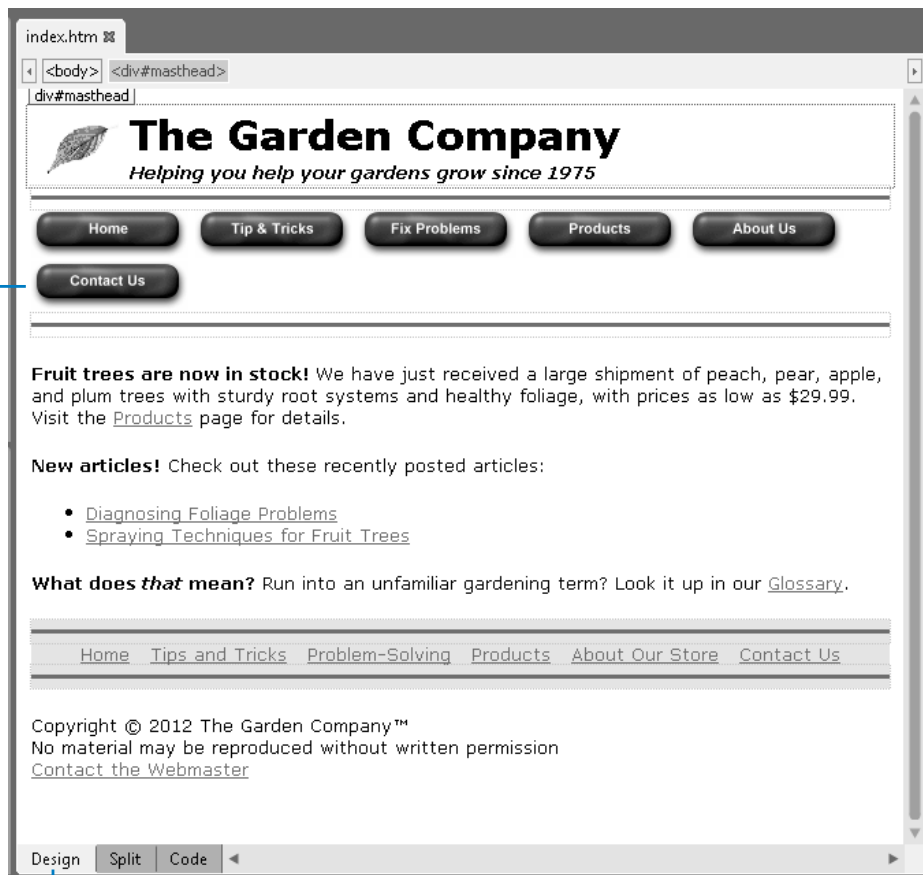 index.htm
<body> <div#masthead>
div#masthead
The Garden Company
Helping you help your gardens grow since 1975
Home Tip & Tricks Fix Problems Products About Us
Contact Us
Fruit trees are now in stock! We have just received a large shipment of peach, pear, apple,
and plum trees with sturdy root systems and healthy foliage, with prices as low as $29.99.
Visit the Products page for details.
New articles! Check out these recently posted articles:
• Diagnosing Foliage Problems
• Spraying Techniques for Fruit Trees
What does that mean? Run into an unfamiliar gardening term? Look it up in our Glossary.
Home Tips and Tricks Problem-Solving Products About Our Store Contact Us
Copyright © 2012 The Garden Company™
No material may be reproduced without written permission
Contact the Webmaster
Design Split Code